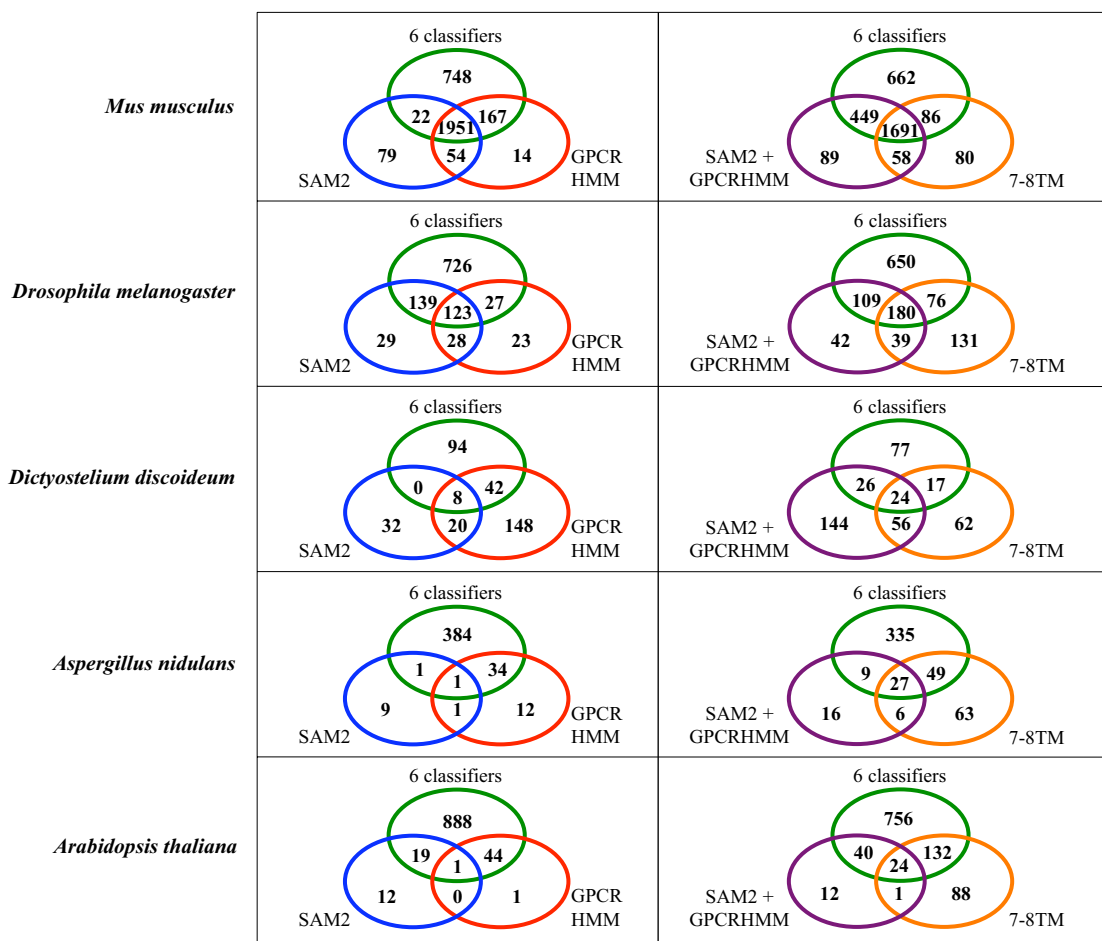 6 classifiers
6 classifiers
748
662
Mus musculus
22
1951
167
449
1691
86
79
54
14
GPCR
HMM
SAM2
SAM2 +
GPCRHMM
89
58
80
7-8TM
6 classifiers
6 classifiers
726
650
Drosophila melanogaster
139
123
27
109
180
76
29
28
23
GPCR
HMM
SAM2
SAM2 +
GPCRHMM
42
39
131
7-8TM
6 classifiers
6 classifiers
94
77
Dictyostelium discoideum
0
8
42
26
24
17
32
20
148
GPCR
HMM
SAM2
SAM2 +
GPCRHMM
144
56
62
7-8TM
6 classifiers
6 classifiers
384
335
Aspergillus nidulans
1
1
34
9
27
49
9
1
12
GPCR
HMM
SAM2
SAM2 +
GPCRHMM
16
6
63
7-8TM
6 classifiers
6 classifiers
888
756
Arabidopsis thaliana
19
1
44
40
24
132
12
0
1
GPCR
HMM
SAM2
SAM2 +
GPCRHMM
12
1
88
7-8TM